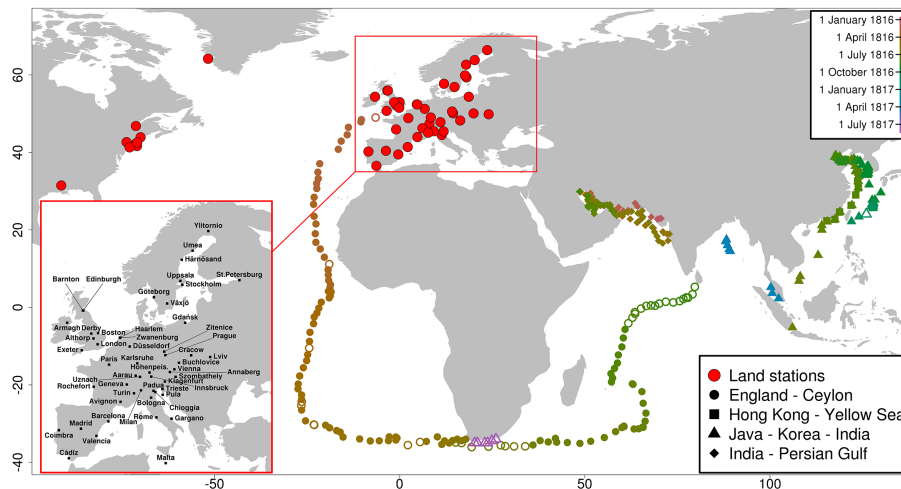 1 January 1816
1 April 1816
1 July 1816
1 October 1816
1 January 1817
1 April 1817
1 July 1817
60
40
20
0
-20
-40
-50
0
50
100
Land stations
England - Ceylon
Hong Kong - Yellow Sea
Java - Korea - India
India - Persian Gulf
Ylitornio
Umea
Härnösand
Uppsala
St.Petersburg
Stockholm
Barnton
Edinburgh
Göteborg
Växjö
Gdańsk
Armagh
Derby
Boston
Haarlem
Zitenice
Althorp
Zwanenburg
Prague
London
Düsseldorf
Exeter
Cracow
Lviv
Paris
Karlsruhe
Buchlovice
Hohenpeis.
Vienna
Annaberg
Aarau
Szombathely
Uznach
Klagenfurt
Rochefort
Geneva
Padua
Trieste
Innsbruck
Turin
Pula
Avignon
Bologna
Chioggia
Barcelona
Milan
Rome
Gargano
Madrid
Coimbra
Valencia
Cádiz
Malta